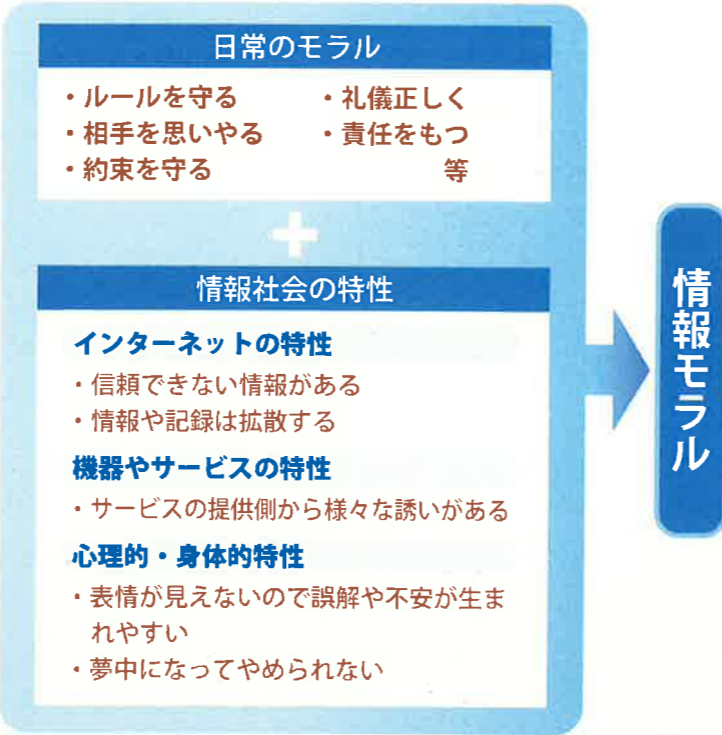 日常のモラル
・ルールを守る
・相手を思いやる
・約束を守る
・礼儀正しく
・責任をもつ
等
+
情報社会の特性
インターネットの特性
・信頼できない情報がある
・情報や記録は拡散する
機器やサービスの特性
・サービスの提供側から様々な誘いがある
心理的・身体的特性
・表情が見えないので誤解や不安が生ま
れやすい
・夢中になってやめられない
情報モラル